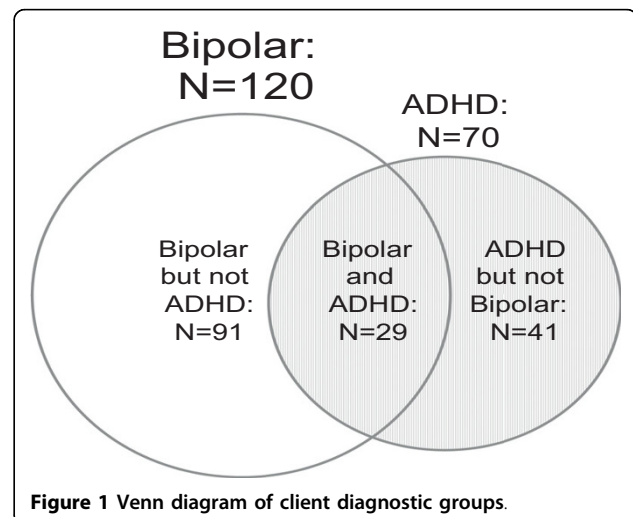 Bipolar:
N=120
ADHD:
N=70
Bipolar
but not
ADHD:
N=91
Bipolar
and
ADHD:
N=29
ADHD
but not
Bipolar:
N=41
Figure 1 Venn diagram of client diagnostic groups.